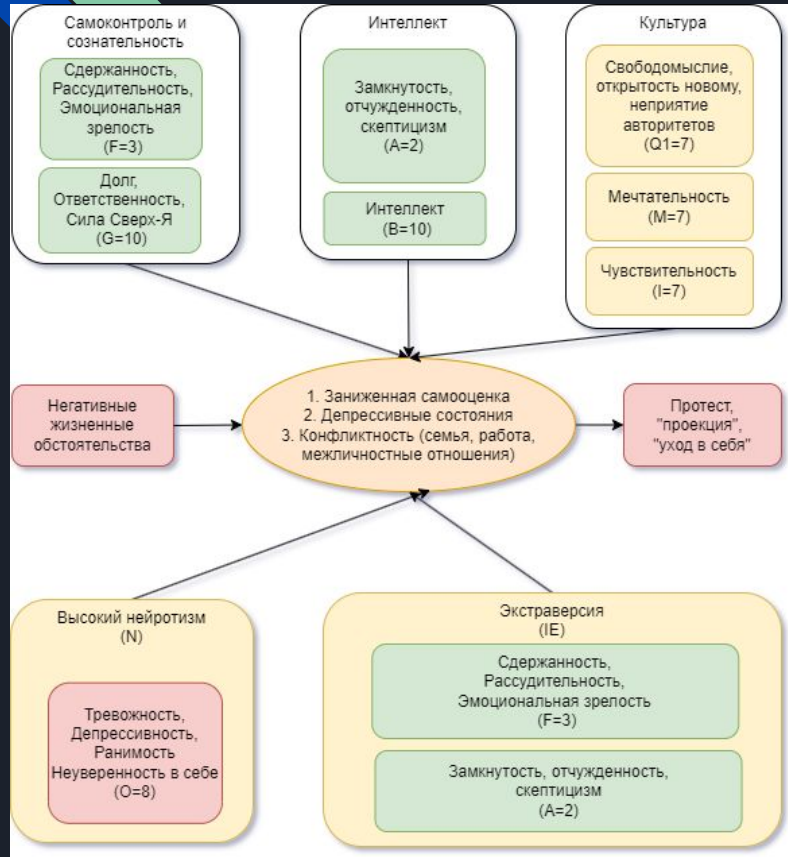 Самоконтроль и
сознательность
Сдержанность,
Рассудительность,
Эмоциональная
зрелость
(F=3)
Долг,
Ответственность,
Сила Сверх-Я
(G=10)
Интеллект
Замкнутость,
отчужденность,
скептицизм
(A=2)
Интеллект
(B=10)
Культура
Свободомыслие,
открытость новому,
неприятие
авторитетов
(Q1=7)
Мечтательность
(M=7)
Чувствительность
(I=7)
Негативные
жизненные
обстоятельства
1. Заниженная самооценка
2. Депрессивные состояния
3. Конфликтность (семья, работа,
межличностные отношения)
Протест,
"проекция",
"уход в себя"
Высокий нейротизм
(N)
Тревожность,
Депрессивность,
Ранимость
Неуверенность в себе
(O=8)
Экстраверсия
(IE)
Сдержанность,
Рассудительность,
Эмоциональная зрелость
(F=3)
Замкнутость, отчужденность,
скептицизм
(A=2)